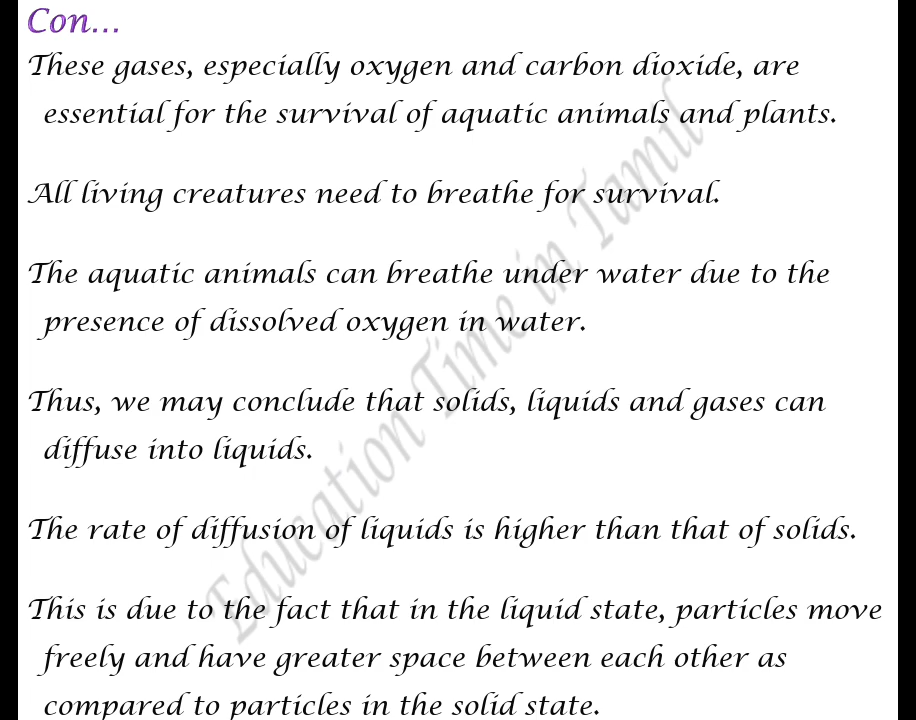 Con...
These gases, especially oxygen and carbon dioxide, are
essential for the survival of aquatic animals and plants.
All living creatures need to breathe for survival.
The aquatic animals can breathe under water due to the
presence of dissolved oxygen in water.
Thus, we may conclude that solids, liquids and gases can
diffuse into liquids.
The rate of diffusion of liquids is higher than that of solids.
This is due to the fact that in the liquid state, particles move
freely and have greater space between each other as
compared to particles in the solid state.
Education Time in Tamil